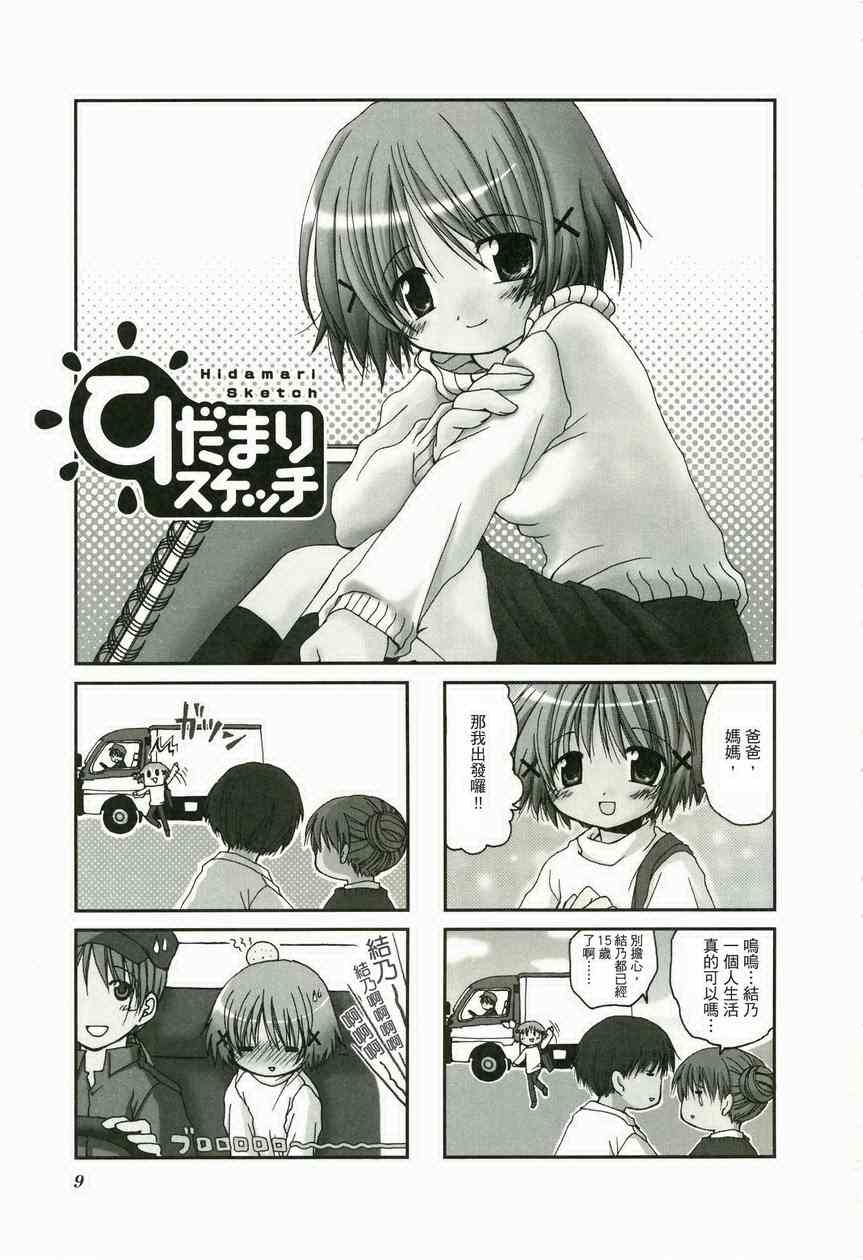 Hidamari
Sketch
ひだまり
スケッチ
爸爸，
媽媽，
那我出發囉!!
嗚嗚…結乃
一個人生活
真的可以嗎…
別擔心，
結乃都已經
15歲
了啊……
ガッツン
結乃
結乃啊啊啊啊
啊啊啊
ブロロロロロ
9